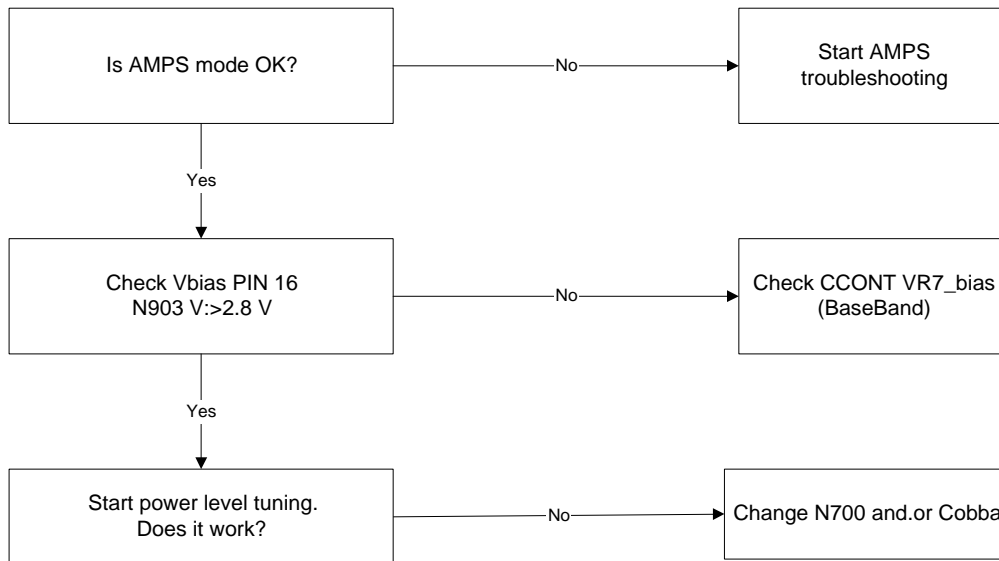 Is AMPS mode OK?
No
Start AMPS
troubleshooting
Yes
Check Vbias PIN 16
N903 V:>2.8 V
No
Check CCONT VR7_bias
(BaseBand)
Yes
Start power level tuning.
Does it work?
No
Change N700 and.or Cobba